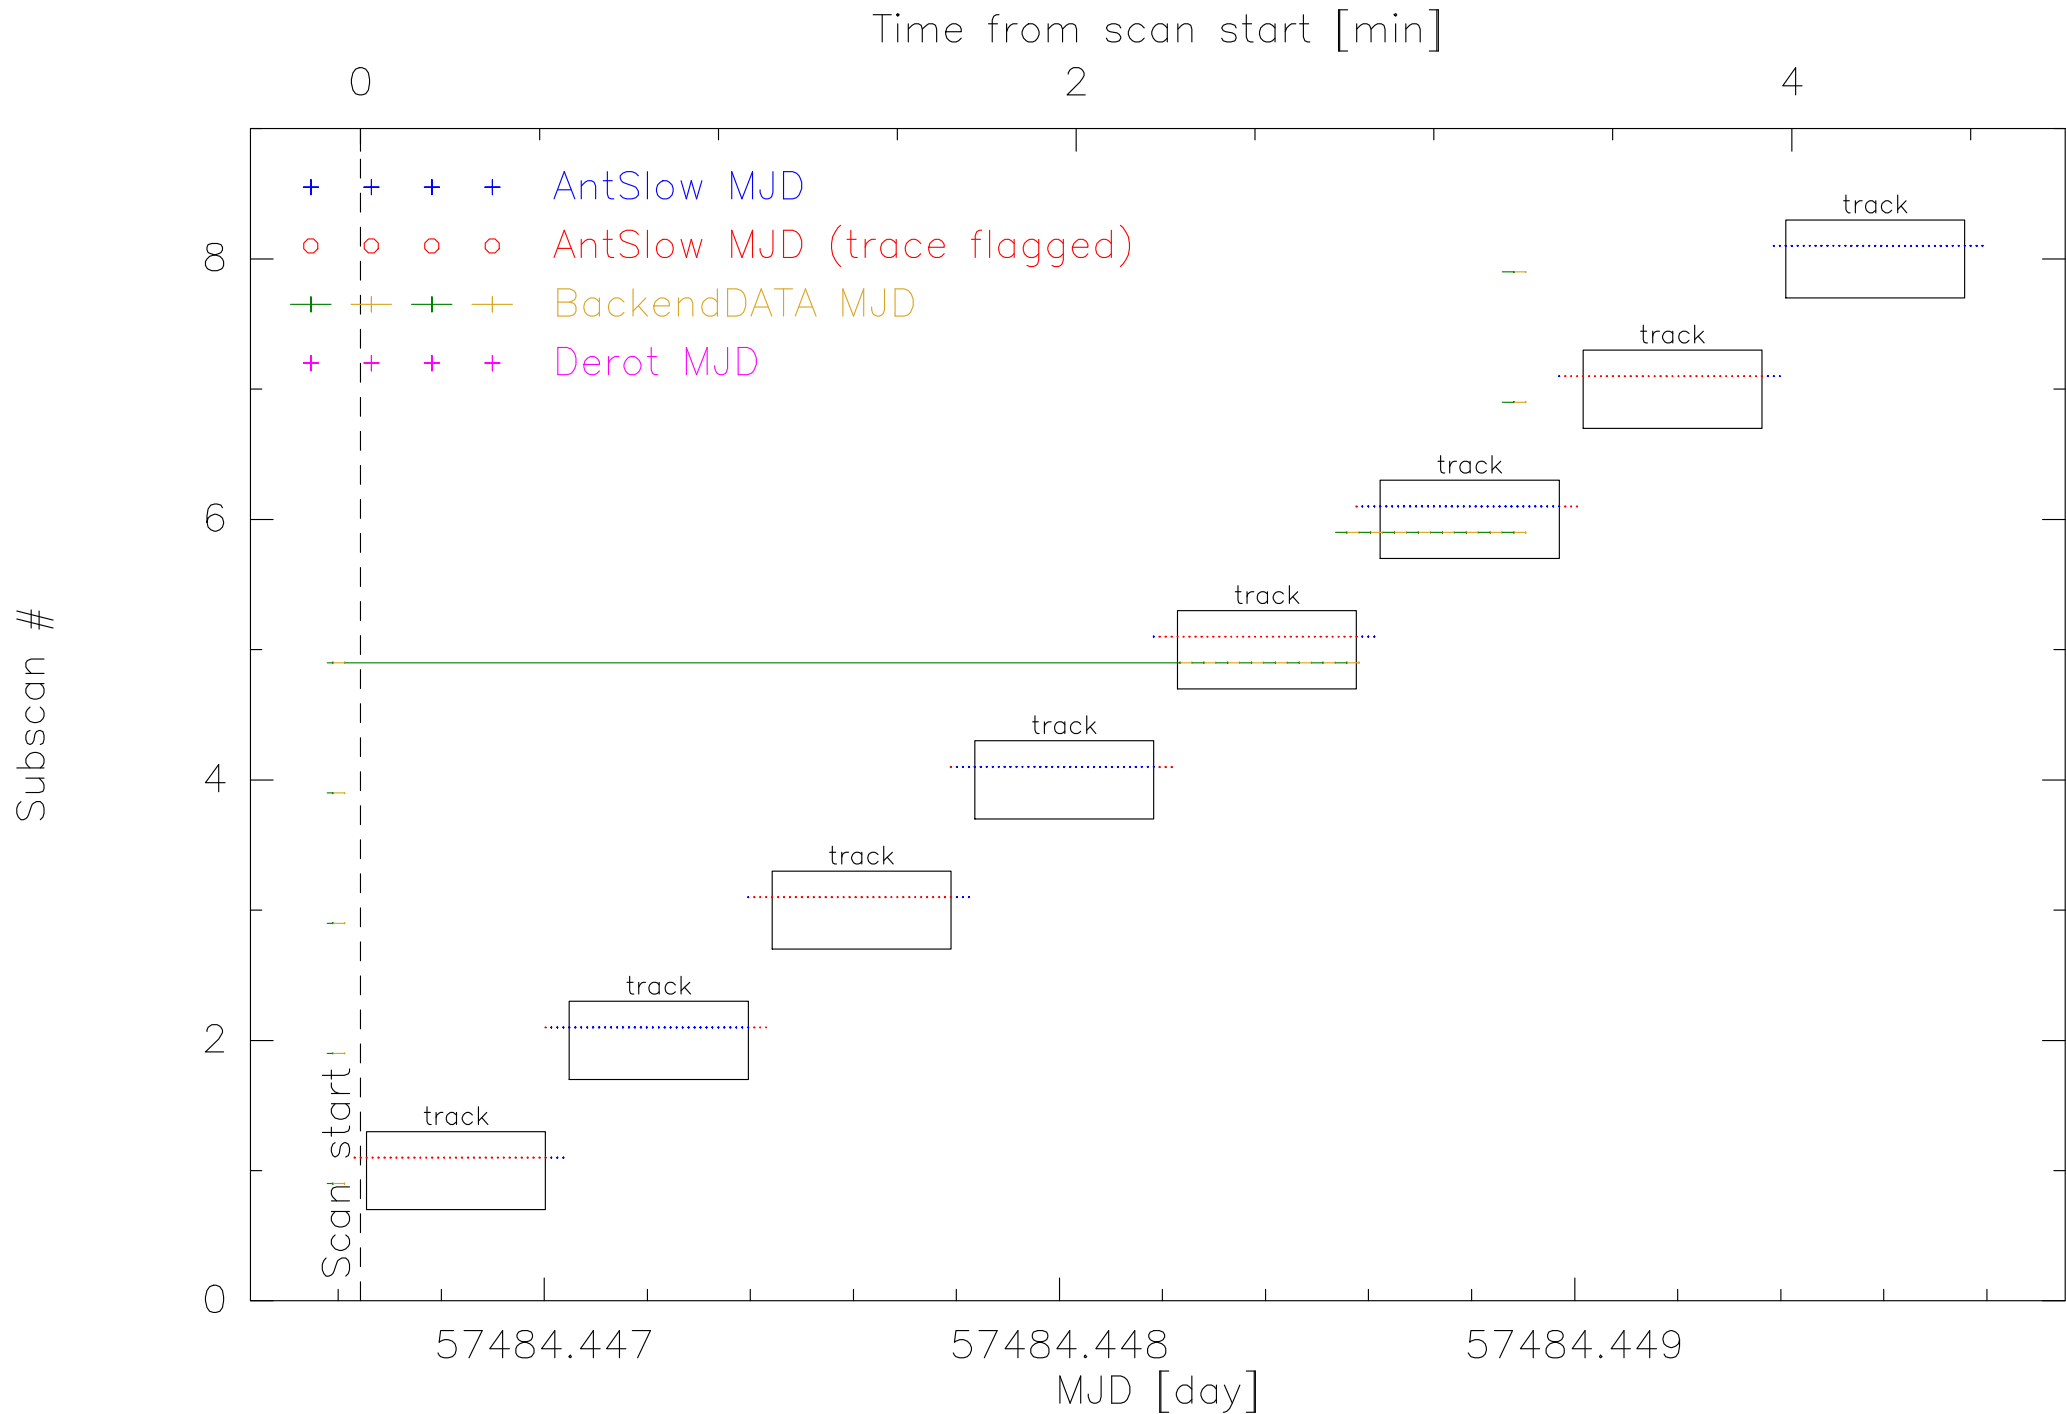 Time from scan start [min]
0 2 4
AntSlow MJD
AntSlow MJD (trace flagged)
BackendDATA MJD
Derot MJD
track
track
track
track
track
track
track
track
8
6
4
2
0
Subscan #
Scan start
57484.447 57484.448 57484.449
MJD [day]